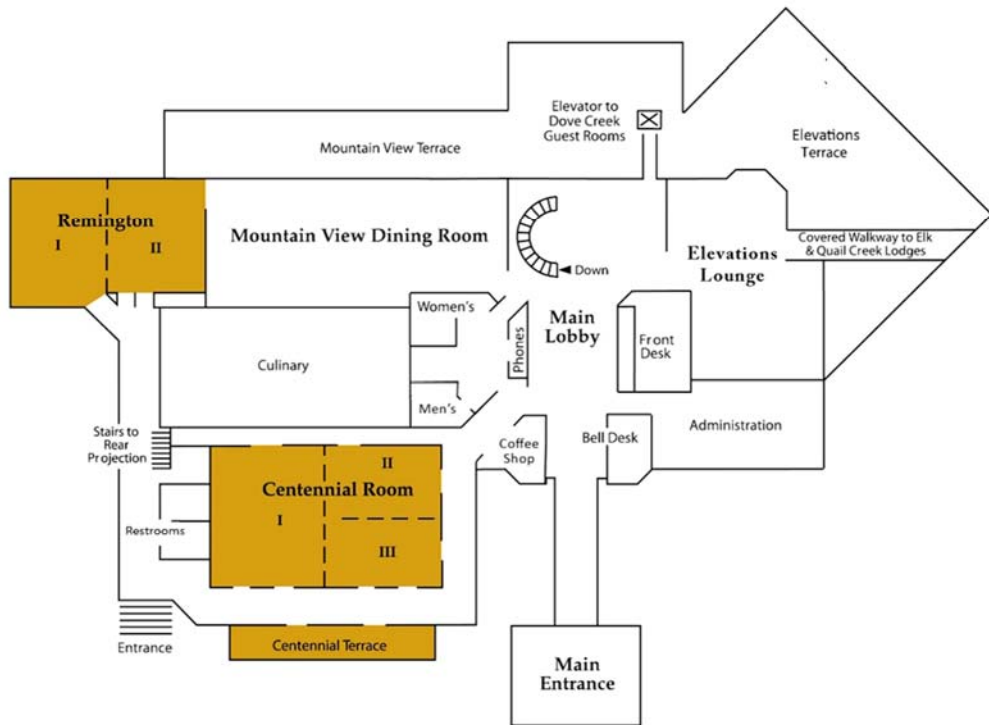 Elevator to
Dove Creek
Guest Rooms
Mountain View Terrace
Elevations
Terrace
Remington
I
II
Mountain View Dining Room
Down
Elevations
Lounge
Covered Walkway to Elk
& Quail Creek Lodges
Women's
Phones
Main
Lobby
Front
Desk
Culinary
Men's
Stairs to
Rear
Projection
Coffee
Shop
Bell Desk
Administration
Centennial Room
I
II
III
Restrooms
Entrance
Centennial Terrace
Main
Entrance